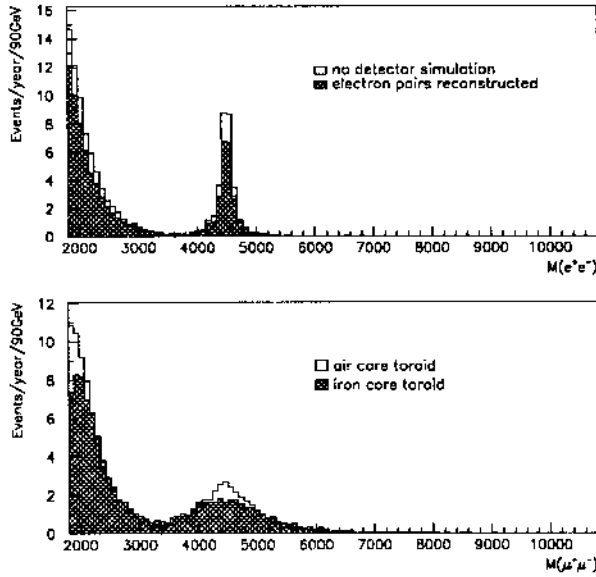 16
14
12
10
8
6
4
2
0
Events/year/90GeV
no detector simulation
electron pairs reconstructed
2000 3000 4000 5000 6000 7000 8000 9000 10000
M(e⁺e⁻)
12
10
8
6
4
2
0
Events/year/90GeV
air core toroid
iron core toroid
2000 3000 4000 5000 6000 7000 8000 9000 10000
M(μ⁺μ⁻)